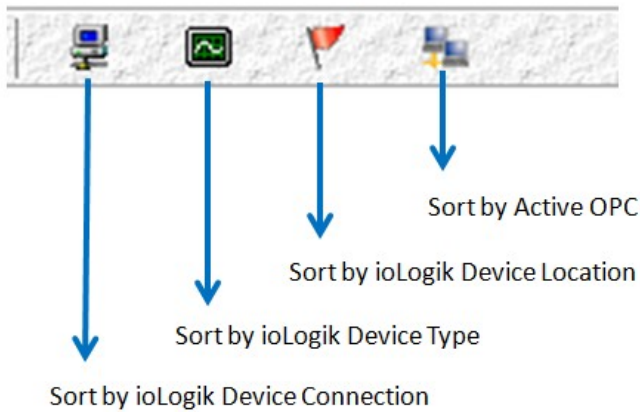 Sort by Active OPC
Sort by ioLogik Device Location
Sort by ioLogik Device Type
Sort by ioLogik Device Connection